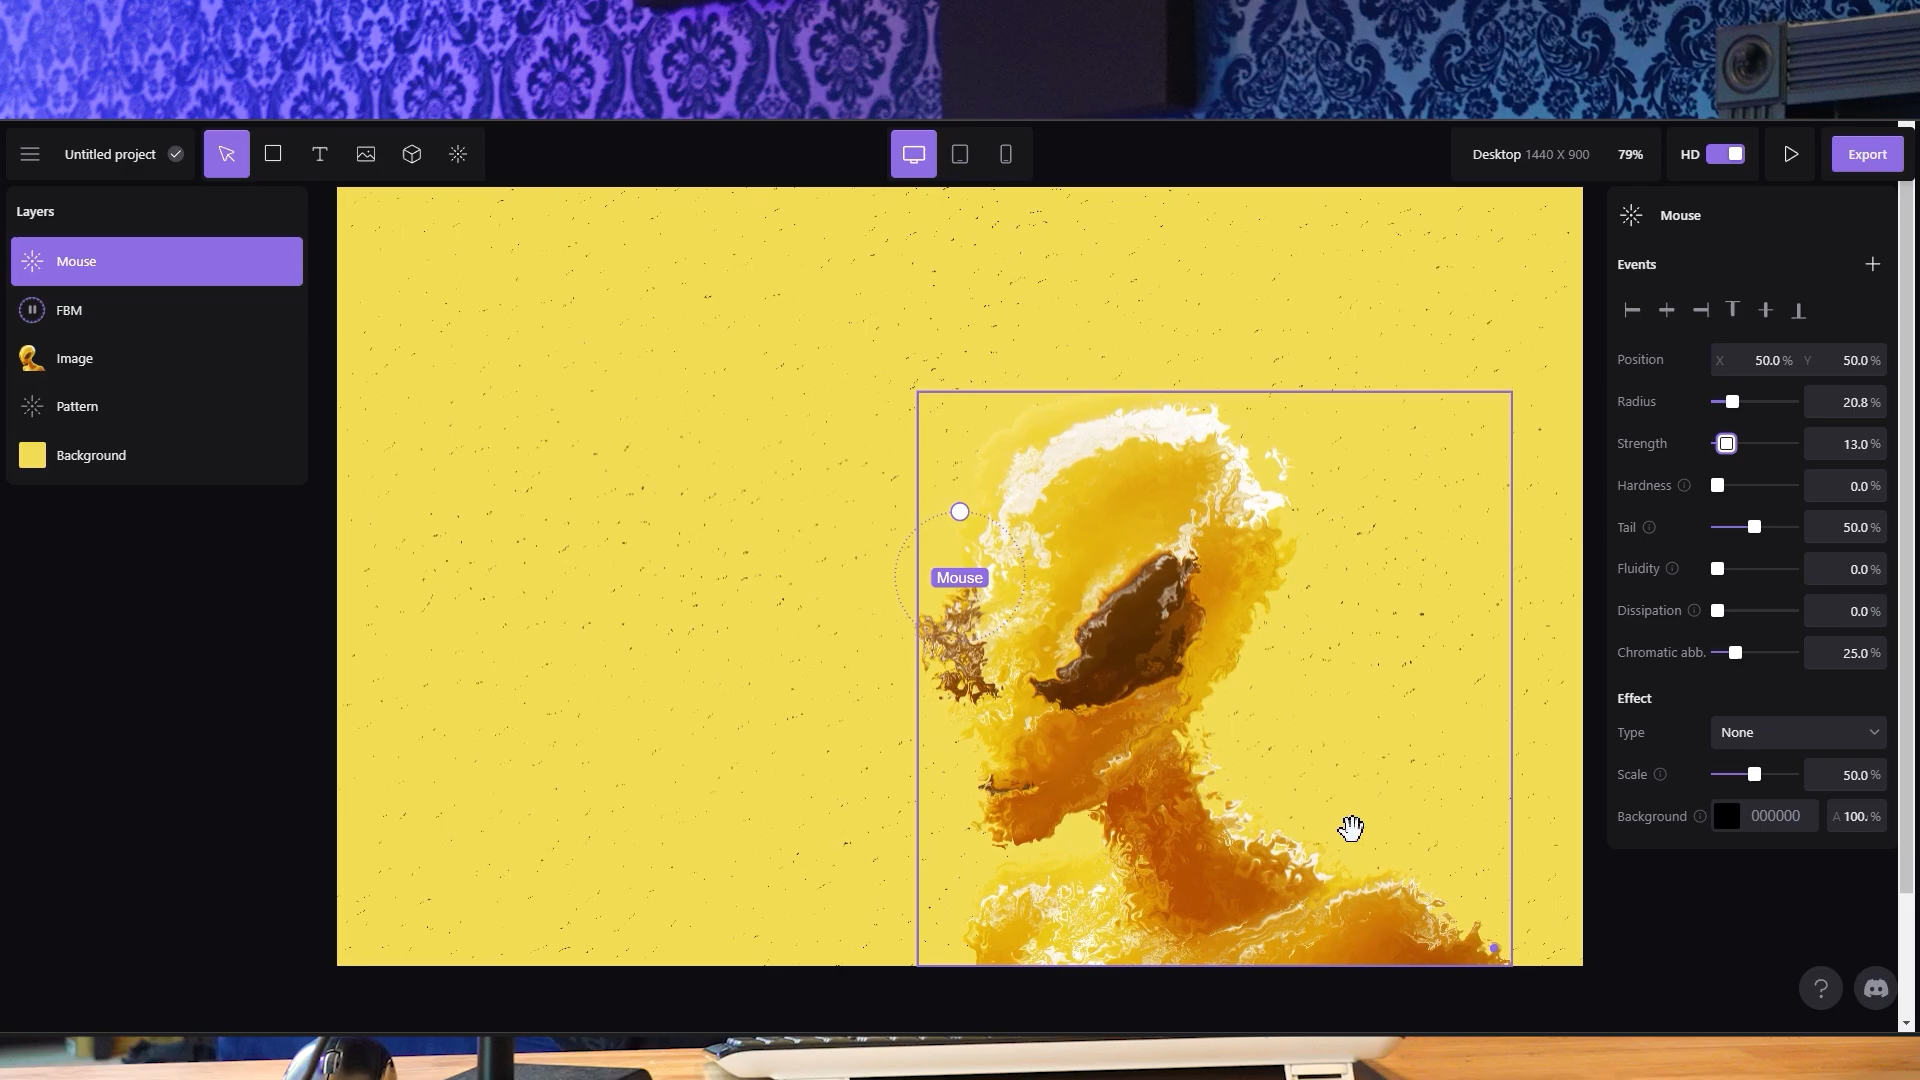 Untitled project
Desktop 1440 X 900 79% HD Export
Layers
Mouse
FBM
Image
Pattern
Background
Mouse
Mouse
Events
Position X 50.0 % Y 50.0 %
Radius 20.8 %
Strength 13.0 %
Hardness 0.0 %
Tail 50.0 %
Fluidity 0.0 %
Dissipation 0.0 %
Chromatic abb. 25.0 %
Effect
Type None
Scale 50.0 %
Background 000000 A 100. %